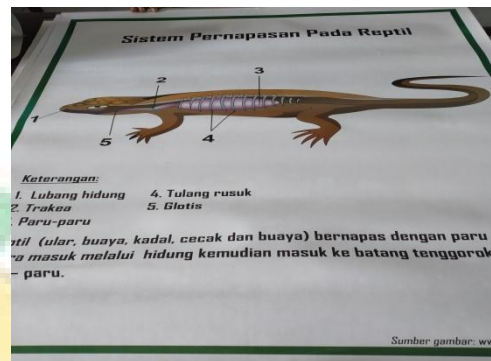 Sistem Pernapasan Pada Reptil
1
2
3
4
5
Keterangan:
1. Lubang hidung 4. Tulang rusuk
2. Trakea 5. Glotis
Paru-paru
(ular, buaya, kadal, cecak dan buaya) bernapas dengan paru
masuk melalui hidung kemudian masuk ke batang tenggorok
– paru.
Sumber gambar: